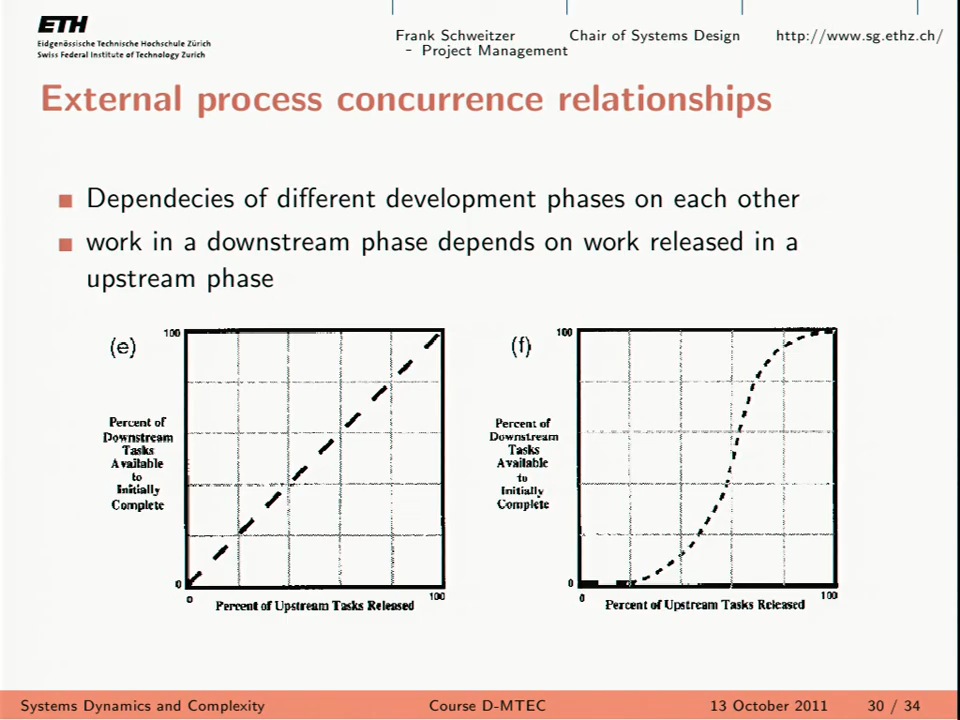 ETH
Eidgenössische Technische Hochschule Zürich
Swiss Federal Institute of Technology Zurich
Frank Schweitzer
- Project Management
Chair of Systems Design
http://www.sg.ethz.ch/
External process concurrence relationships
Dependecies of different development phases on each other
work in a downstream phase depends on work released in a
upstream phase
(e)
100
Percent of
Downstream
Tasks
Available
to
Initially
Complete
0
0
Percent of Upstream Tasks Released
100
(f)
100
Percent of
Downstream
Tasks
Available
to
Initially
Complete
0
0
Percent of Upstream Tasks Released
100
Systems Dynamics and Complexity
Course D-MTEC
13 October 2011
30 / 34